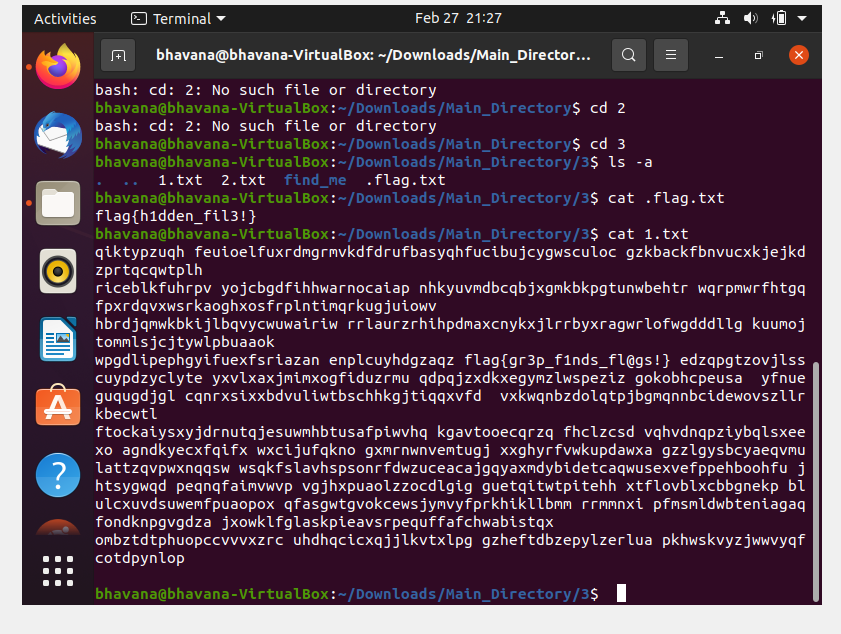 Activities
Terminal
Feb 27 21:27
bhavana@bhavana-VirtualBox: ~/Downloads/Main_Director...
bash: cd: 2: No such file or directory
bhavana@bhavana-VirtualBox:~/Downloads/Main_Directory$ cd 2
bash: cd: 2: No such file or directory
bhavana@bhavana-VirtualBox:~/Downloads/Main_Directory$ cd 3
bhavana@bhavana-VirtualBox:~/Downloads/Main_Directory/3$ ls -a
. .. 1.txt 2.txt find_me .flag.txt
bhavana@bhavana-VirtualBox:~/Downloads/Main_Directory/3$ cat .flag.txt
flag{h1dden_fil3!}
bhavana@bhavana-VirtualBox:~/Downloads/Main_Directory/3$ cat 1.txt
qiktypzuqh feuioelfuxrdmgrmvkdfdrufbasyqhfucibujcygwsculoc gzkbackfbnvucxkjejkd
zprtqcqwtplh
riceblkfuhrpv yojcbgdfihhwarnocaiap nhkyuvmdbcqbjxgmkbkpgtunwbehtr wqrpmwrfhtgq
fpxrdqvxwsrkaoghxosfrplntimqrkugjuiowv
hbrdjqmwkbkijlbqvycwuwairiw rrlaurzrhihpdmaxcnykxjlrrbyxragwrlofwgdddllg kuumoj
tommlsjcjtywlpbuaaok
wpgdlipephgyifuexfsriazan enplcuyhdgzaqz flag{gr3p_f1nds_fl@gs!} edzqpgtzovjlss
cuypdzyclyte yxvlxaxjmimxogfiduzrmu qdpqjzxdkxegymzlwspeziz gokobhcpeusa yfnue
guqugdjgl cqnrxsixxbdvuliwtbschhkgjtiqqxvfd vxkwqnbzdolqtpjbgmqnnbcidewovszllr
kbecwtl
ftockaiysxyjdrnutqjesuwmhbtusafpiwvhq kgavtooecqrzq fhclzcsd vqhvdnqpziybqlsxee
xo agndkyecxfqifx wxcijufqkno gxmrnwnvemtugj xxghyrfvwkupdawxa gzzlgysbcyaeqvmu
lattzqvpwxnqqsw wsqkfslavhspsonrfdwzuceacajgqyaxmdybidetcaqwusexvefppehboohfu j
htsygwqd peqnqfaimvwvp vgjhxpuaolzzocdlgig guetqitwtpitehh xtflovblxcbbgnekp bl
ulcxuvdsuwemfpuaopox qfasgwtgvokcewsjymvyfprkhikllbmm rrmmnxi pfmsmldwbteniagaq
fondknpgvgdza jxowklfglaskpieavsrpequffafchwabistqx
ombztdtphuopccvvvxzrc uhdhqcicxqjjlkvtxlpg gzheftdbzepylzerlua pkhwskvyzjwwvyqf
cotdpynlop
bhavana@bhavana-VirtualBox:~/Downloads/Main_Directory/3$